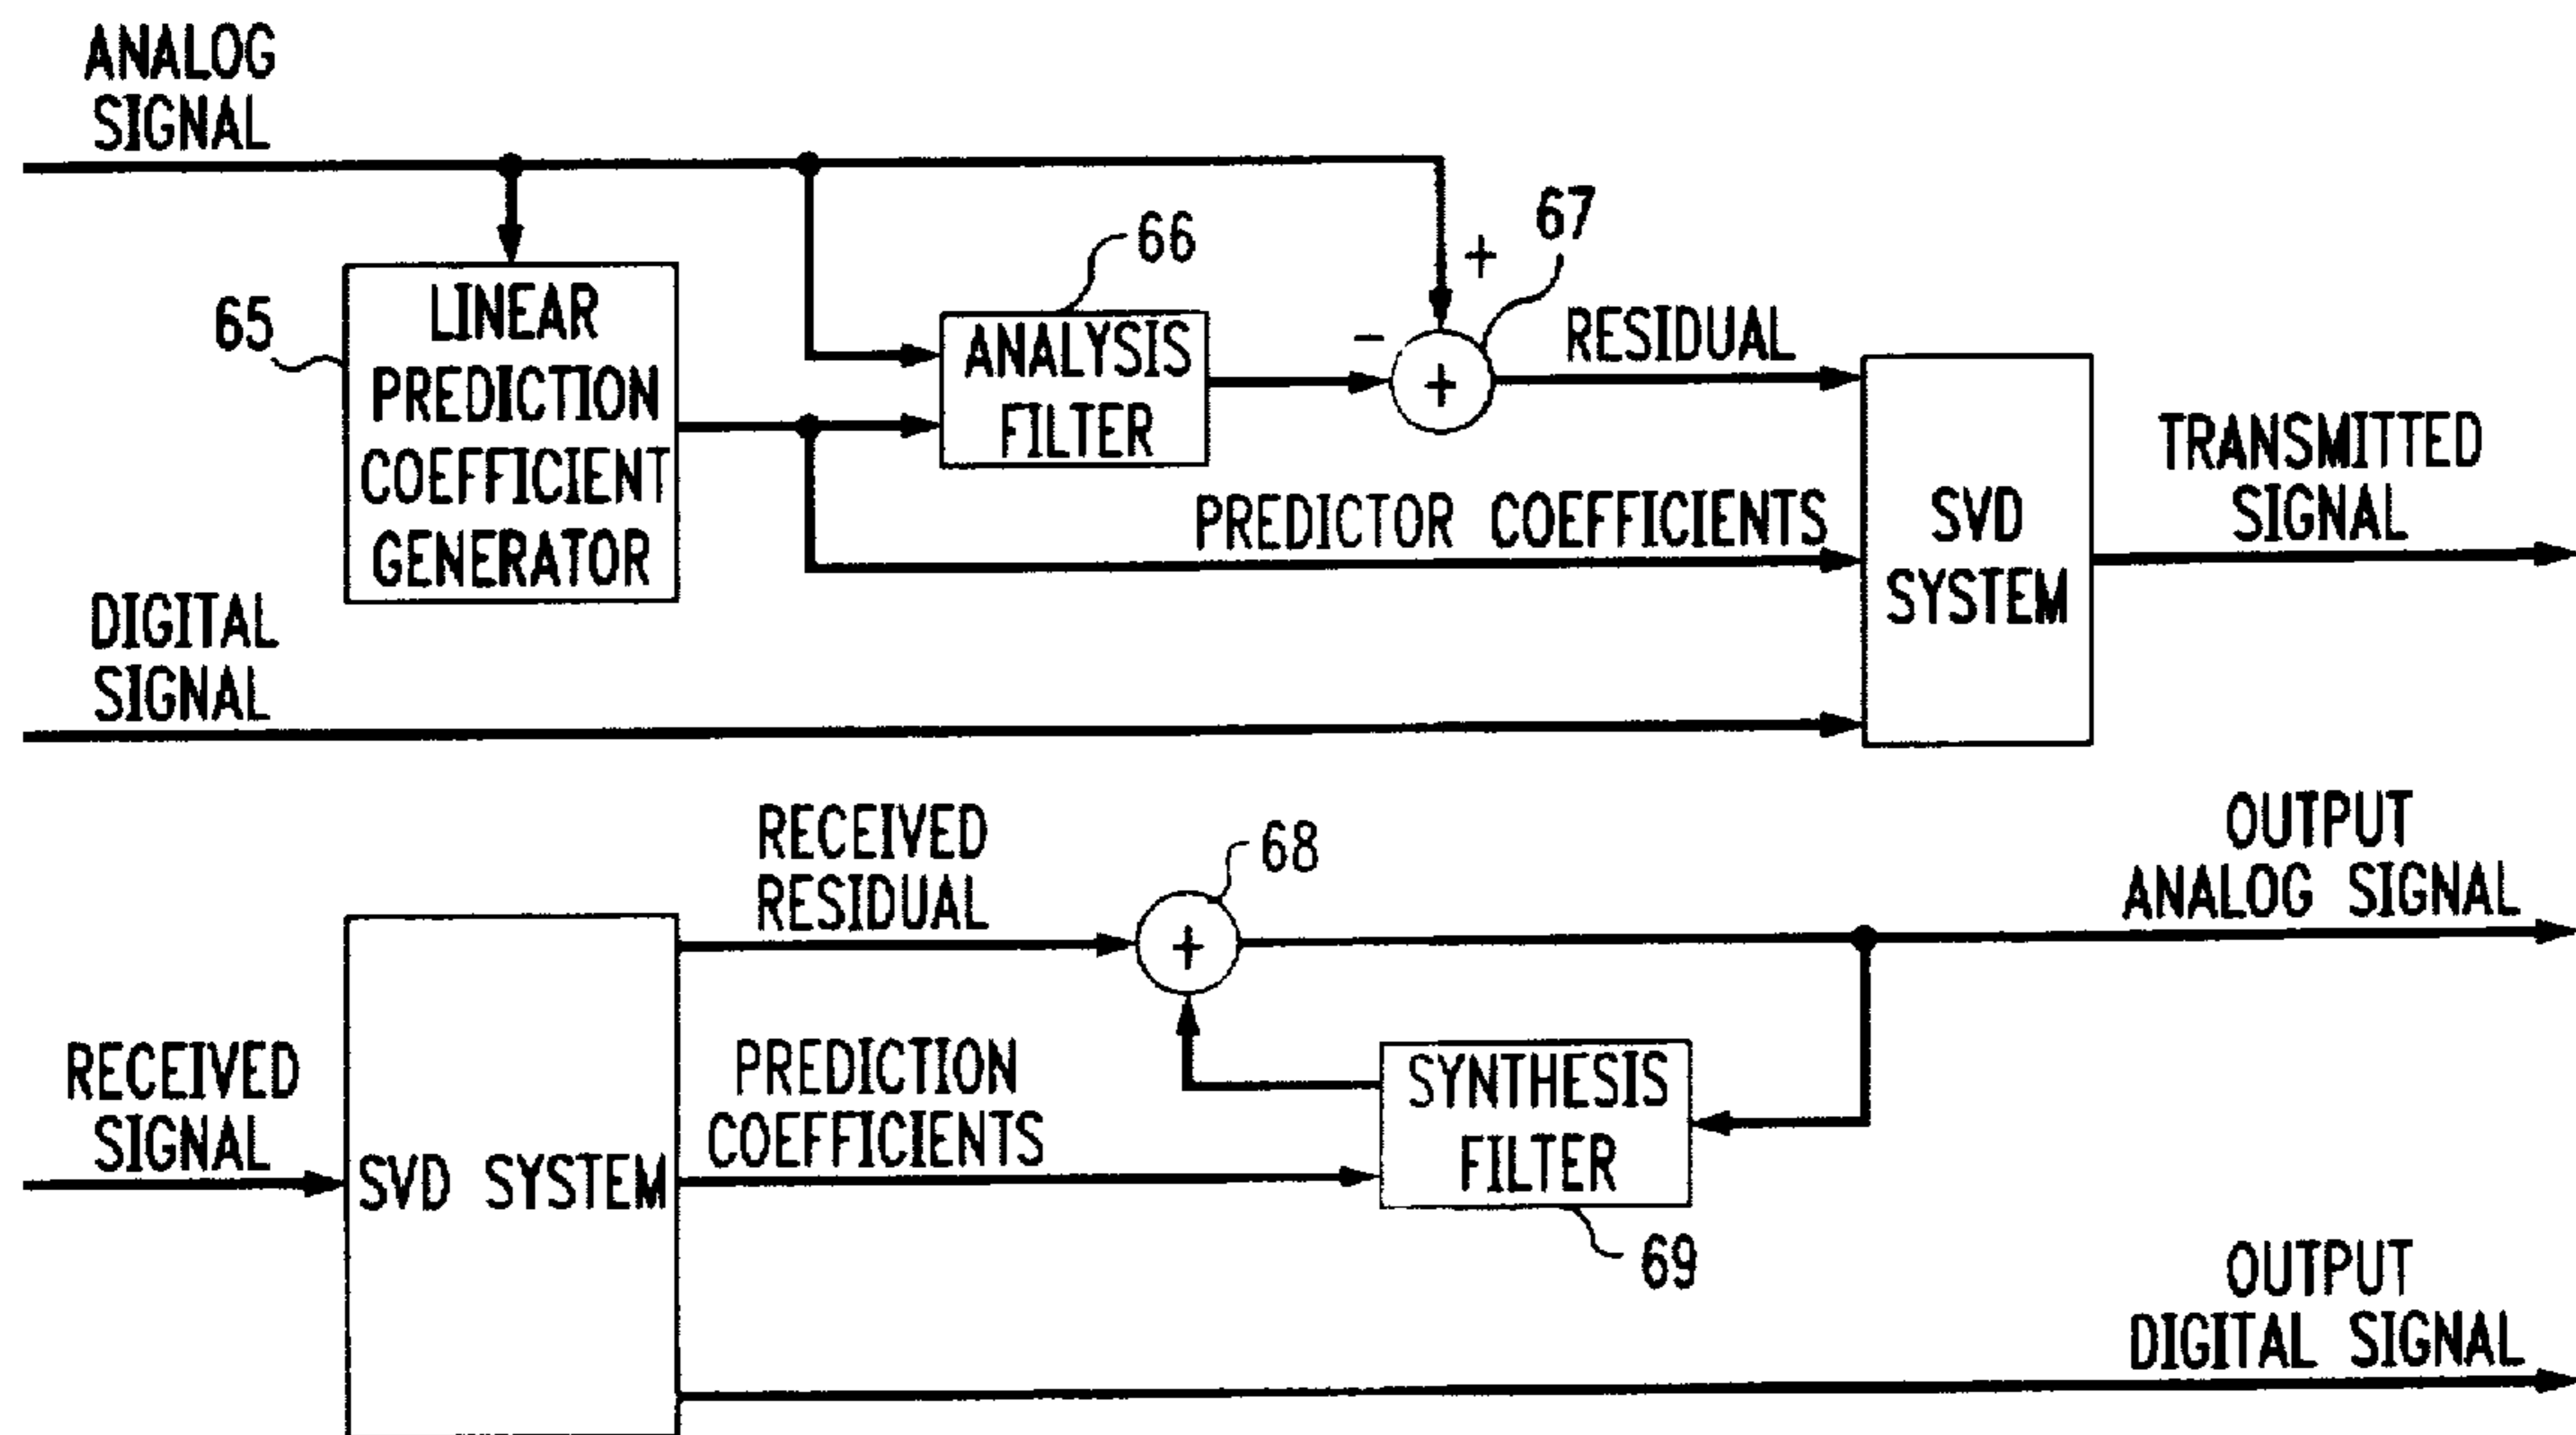 ANALOG
SIGNAL
65
LINEAR
PREDICTION
COEFFICIENT
GENERATOR
66
ANALYSIS
FILTER
+
67
-
+
RESIDUAL
PREDICTOR COEFFICIENTS
SVD
SYSTEM
TRANSMITTED
SIGNAL
DIGITAL
SIGNAL
RECEIVED
SIGNAL
SVD SYSTEM
RECEIVED
RESIDUAL
68
+
PREDICTION
COEFFICIENTS
SYNTHESIS
FILTER
69
OUTPUT
ANALOG SIGNAL
OUTPUT
DIGITAL SIGNAL